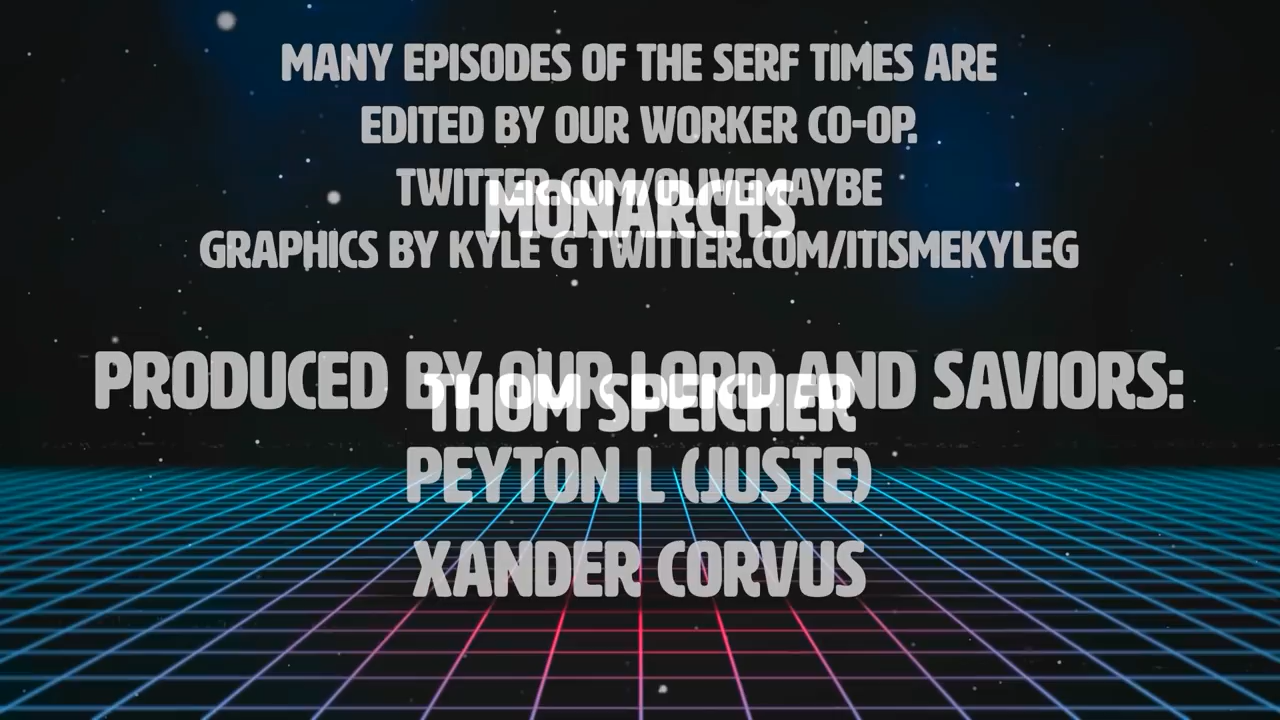 MANY EPISODES OF THE SERF TIMES ARE
EDITED BY OUR WORKER CO-OP.
TWITTER.COM/OLIVEMAYBE
MONARCHS
GRAPHICS BY KYLE G TWITTER.COM/ITISMEKYLEG
PRODUCED BY OUR LORD AND SAVIORS:
THOM SPEICHER
PEYTON L (JUSTE)
XANDER CORVUS